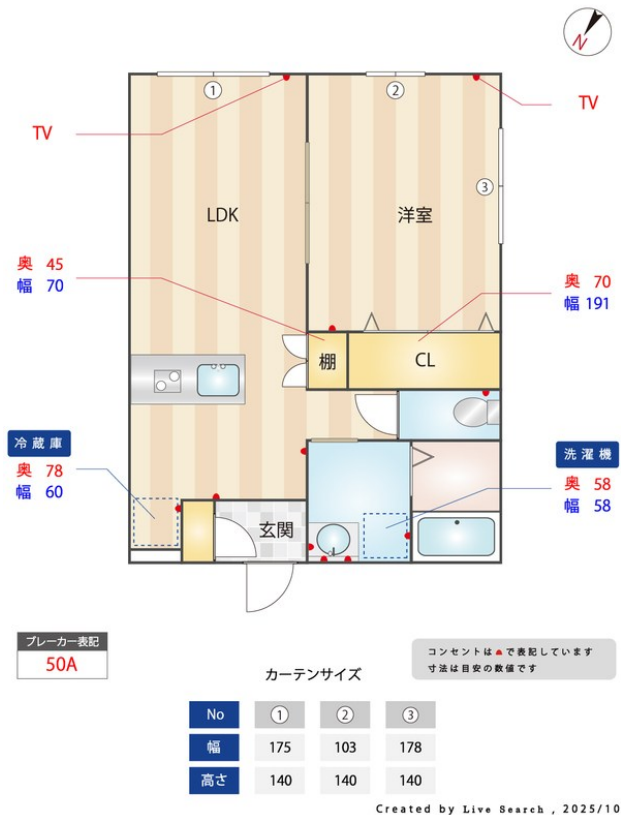 N
①
②
TV
TV
③
LDK
洋室
奥 45
幅 70
奥 70
幅 191
棚
CL
冷蔵庫
奥 78
幅 60
洗濯機
奥 58
幅 58
玄関
ブレーカー表記
50A
コンセントは で表記しています
寸法は目安の数値です
カーテンサイズ
No ① ② ③
幅 175 103 178
高さ 140 140 140
Created by Live Search , 2025/10